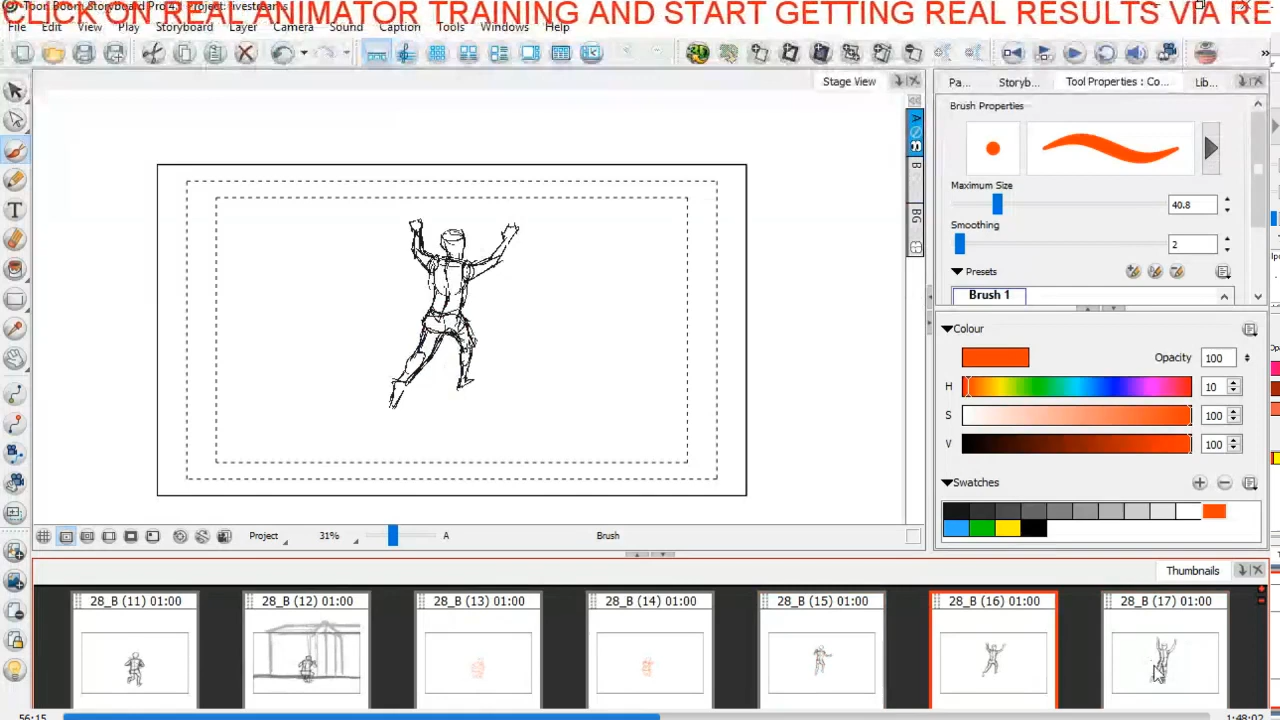 CLICK ON REAL ANIMATOR TRAINING AND START GETTING REAL RESULTS VIA RE
File Edit View Play Storyboard Layer Camera Sound Caption Tools Windows Help
Stage View
Pa... Storyb... Tool Properties : Co... Lib...
Brush Properties
A
B
BG
Maximum Size
40.8
Smoothing
2
Presets
Brush 1
Colour
Opacity 100
H 10
S 100
V 100
Swatches
Project 31% A Brush
Thumbnails
28_B (11) 01:00 28_B (12) 01:00 28_B (13) 01:00 28_B (14) 01:00 28_B (15) 01:00 28_B (16) 01:00 28_B (17) 01:00
56:15 1:48:02